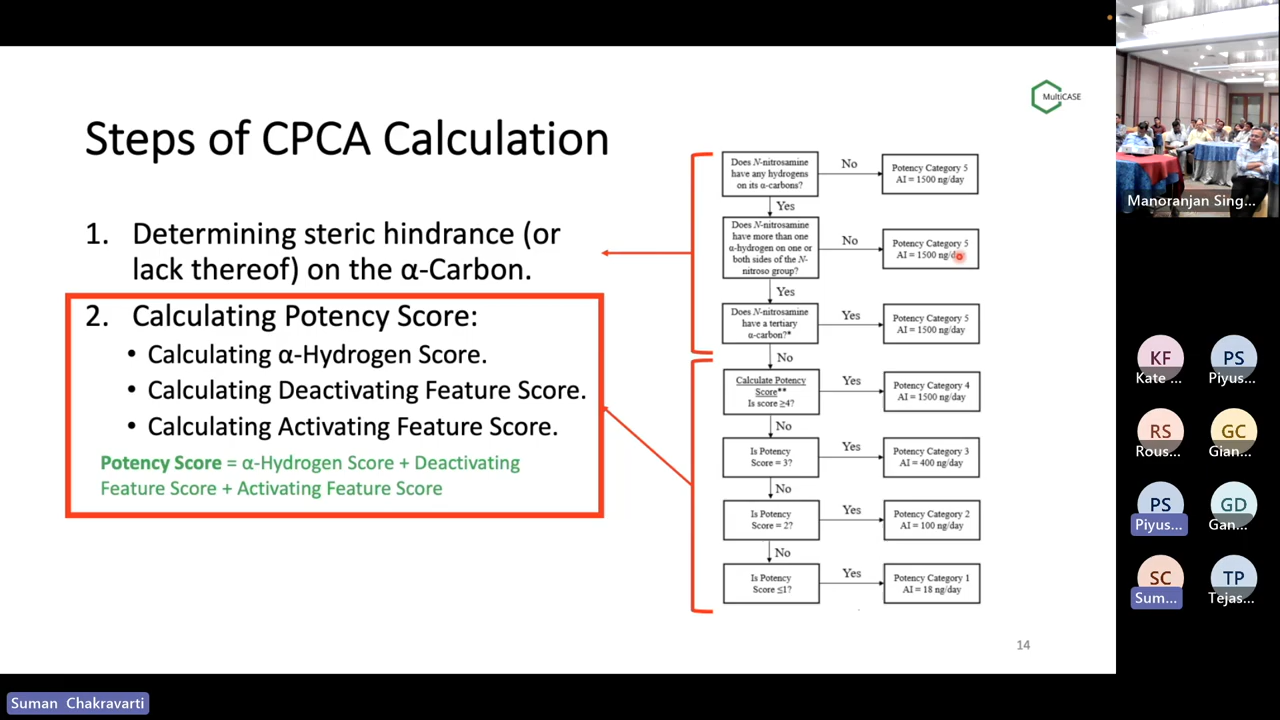 MultiCASE
Steps of CPCA Calculation
1. Determining steric hindrance (or
lack thereof) on the α-Carbon.
2. Calculating Potency Score:
• Calculating α-Hydrogen Score.
• Calculating Deactivating Feature Score.
• Calculating Activating Feature Score.
Potency Score = α-Hydrogen Score + Deactivating
Feature Score + Activating Feature Score
Does N-nitrosamine
have any hydrogens
on its α-carbons?
No
Potency Category 5
AI = 1500 ng/day
Yes
Does N-nitrosamine
have more than one
α-hydrogen on one or
both sides of the N-
nitroso group?
No
Potency Category 5
AI = 1500 ng/day
Yes
Does N-nitrosamine
have a tertiary
α-carbon?*
Yes
Potency Category 5
AI = 1500 ng/day
No
Calculate Potency
Score**
Is score ≥4?
Yes
Potency Category 4
AI = 1500 ng/day
No
Is Potency
Score = 3?
Yes
Potency Category 3
AI = 400 ng/day
No
Is Potency
Score = 2?
Yes
Potency Category 2
AI = 100 ng/day
No
Is Potency
Score ≤1?
Yes
Potency Category 1
AI = 18 ng/day
14
Manoranjan Sing...
KF
Kate ...
PS
Piyus...
RS
Rous...
GC
Gian...
PS
Piyus...
GD
Gan...
SC
Sum...
TP
Tejas...
Suman Chakravarti